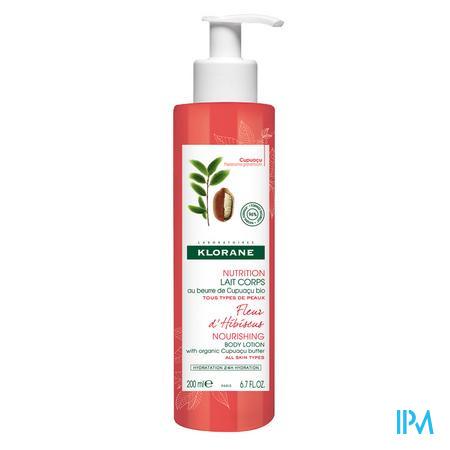 Cupuaçu
LABORATOIRES
KLORANE
NUTRITION
LAIT CORPS
au beurre de Cupuaçu bio
TOUS TYPES DE PEAUX
Fleur
d'Hibiscus
NOURISHING
BODY LOTION
with organic Cupuaçu butter
ALL SKIN TYPES
HYDRATATION 24H HYDRATION
200 ml ℮ PARIS 6.7 FL.OZ.
IPM